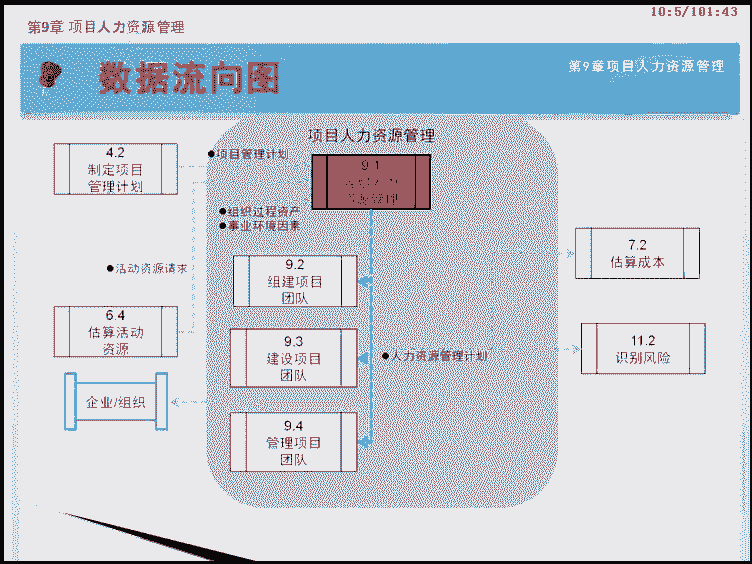 10:5/101:43
第9章 项目人力资源管理
数据流向图
第9章项目人力资源管理
项目人力资源管理
4.2
制定项目
管理计划
●项目管理计划
9.1
●组织过程资产
●事业环境因素
7.2
估算成本
●活动资源请求
9.2
组建项目
团队
6.4
估算活动
资源
9.3
建设项目
团队
●人力资源管理计划
11.2
识别风险
企业/组织
9.4
管理项目
团队